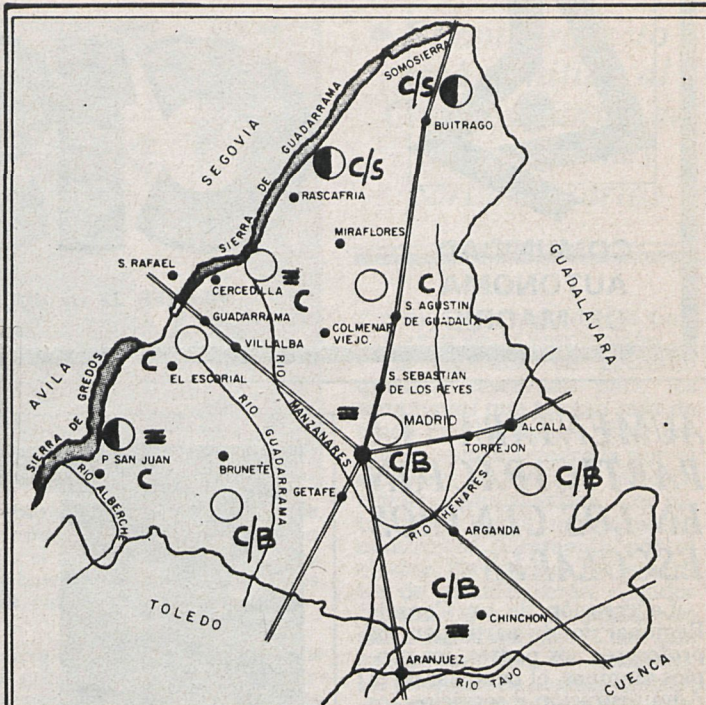 SOMOSIERRA
C/S
BUITRAGO
SEGOVIA
SIERRA DE GUADARRAMA
C/S
RASCAFRIA
MIRAFLORES
GUADALAJARA
S. RAFAEL
CERCEDILLA
C
C
GUADARRAMA
S AGUSTIN
DE GUADALIX
COLMENAR
VIEJO.
VILLALBA
AVILA
C
EL ESCORIAL
RIO MANZANARES
S. SEBASTIAN
DE LOS REYES
SIERRA DE GREDOS
RIO GUADARRAMA
MADRID
ALCALA
TORREJON
P SAN JUAN
C
BRUNETE
C/B
C/B
RIO ALBERCHE
GETAFE
RIO HENARES
C/B
ARGANDA
C/B
CHINCHON
TOLEDO
ARANJUEZ
RIO TAJO
CUENCA